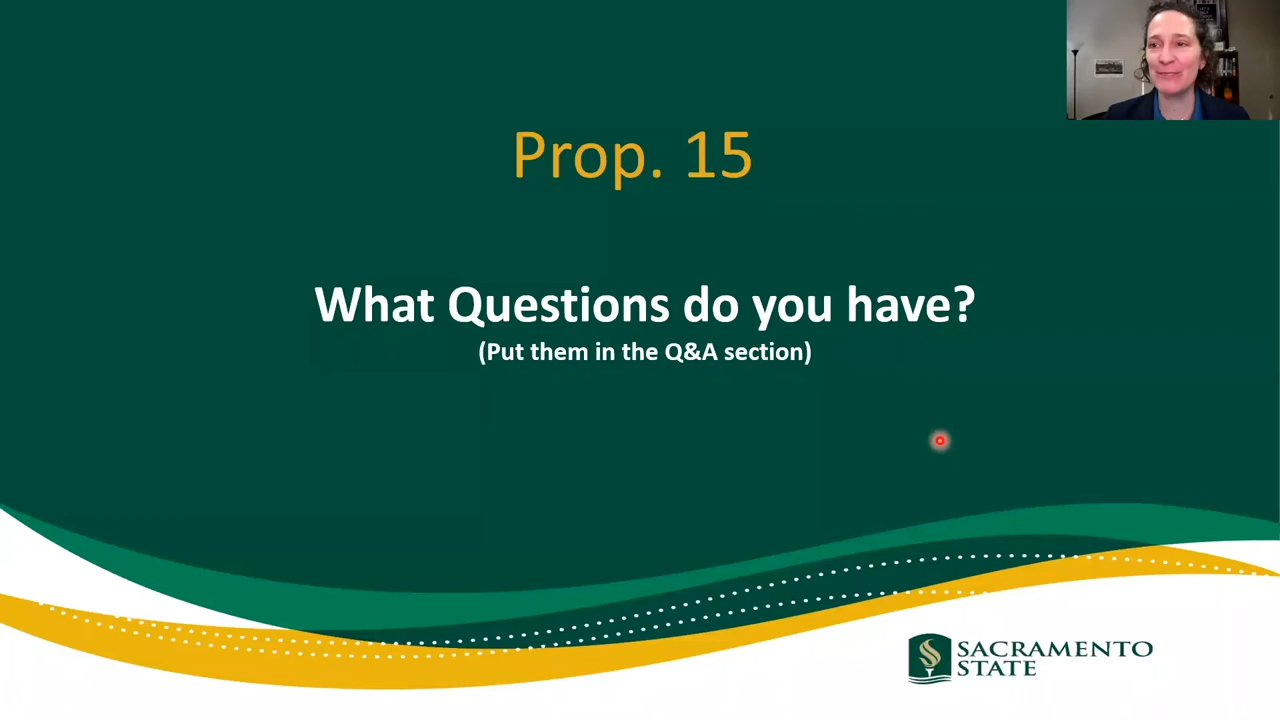 Prop. 15
What Questions do you have?
(Put them in the Q&A section)
SACRAMENTO
STATE